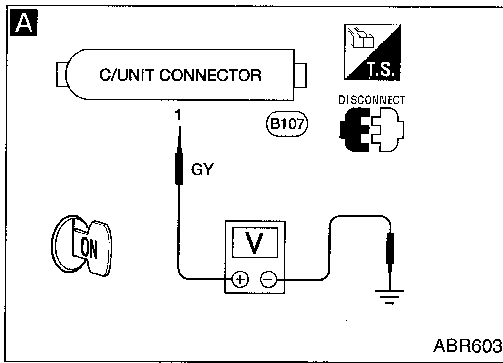 A
C/UNIT CONNECTOR
T.S.
DISCONNECT
1
B107
GY
ON
V
+ −
ABR603